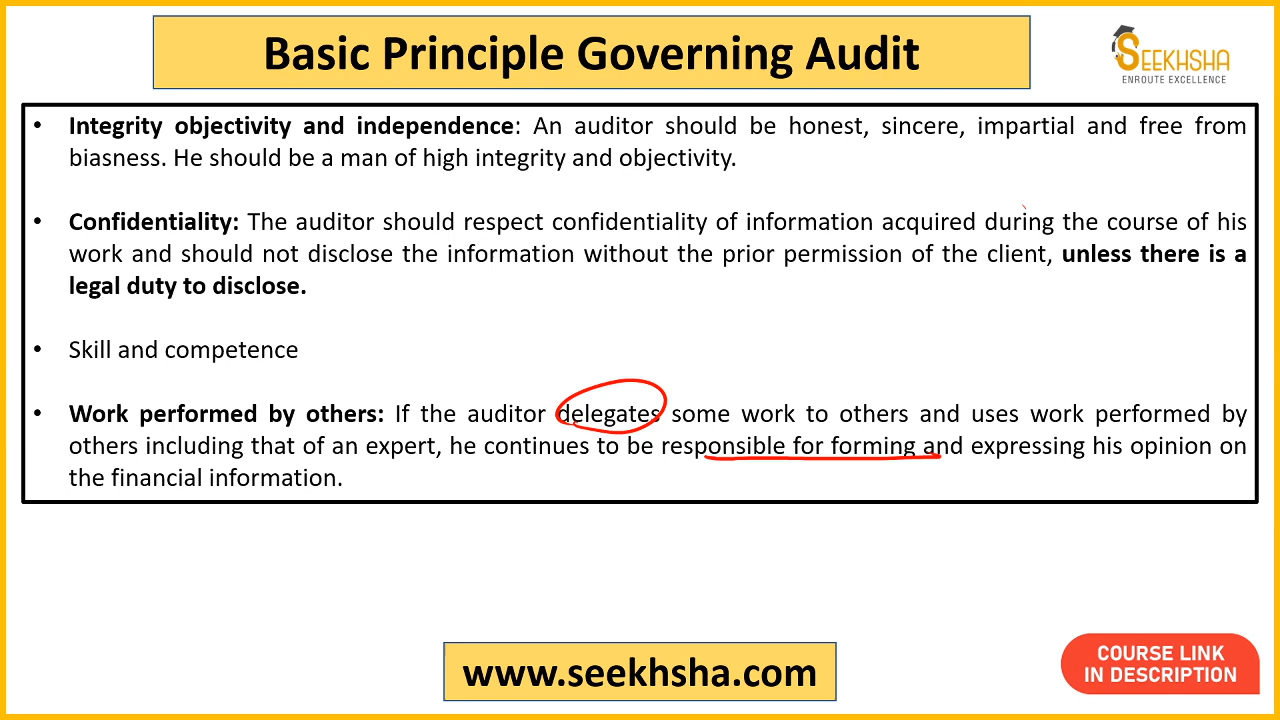 Basic Principle Governing Audit
SEEKHSHA
ENROUTE EXCELLENCE
• Integrity objectivity and independence: An auditor should be honest, sincere, impartial and free from
biasness. He should be a man of high integrity and objectivity.
• Confidentiality: The auditor should respect confidentiality of information acquired during the course of his
work and should not disclose the information without the prior permission of the client, unless there is a
legal duty to disclose.
• Skill and competence
• Work performed by others: If the auditor delegates some work to others and uses work performed by
others including that of an expert, he continues to be responsible for forming and expressing his opinion on
the financial information.
www.seekhsha.com
COURSE LINK
IN DESCRIPTION